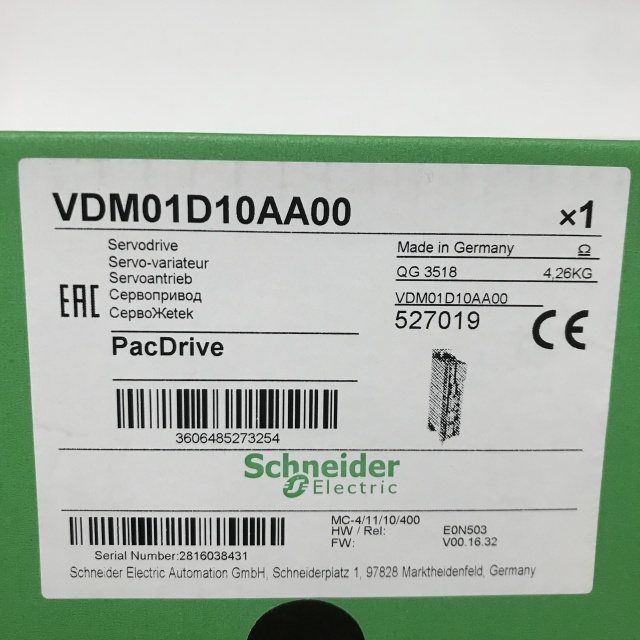 VDM01D10AA00
×1
Servodrive
Servo-variateur
Servoantrieb
Сервопривод
СервоЖetek
EAC
Made in Germany Ω
QG 3518 4,26KG
VDM01D10AA00
527019
CE
PacDrive
3606485273254
Schneider
Electric
MC-4/11/10/400
HW / Rel: E0N503
FW: V00.16.32
Serial Number:2816038431
Schneider Electric Automation GmbH, Schneiderplatz 1, 97828 Marktheidenfeld, Germany